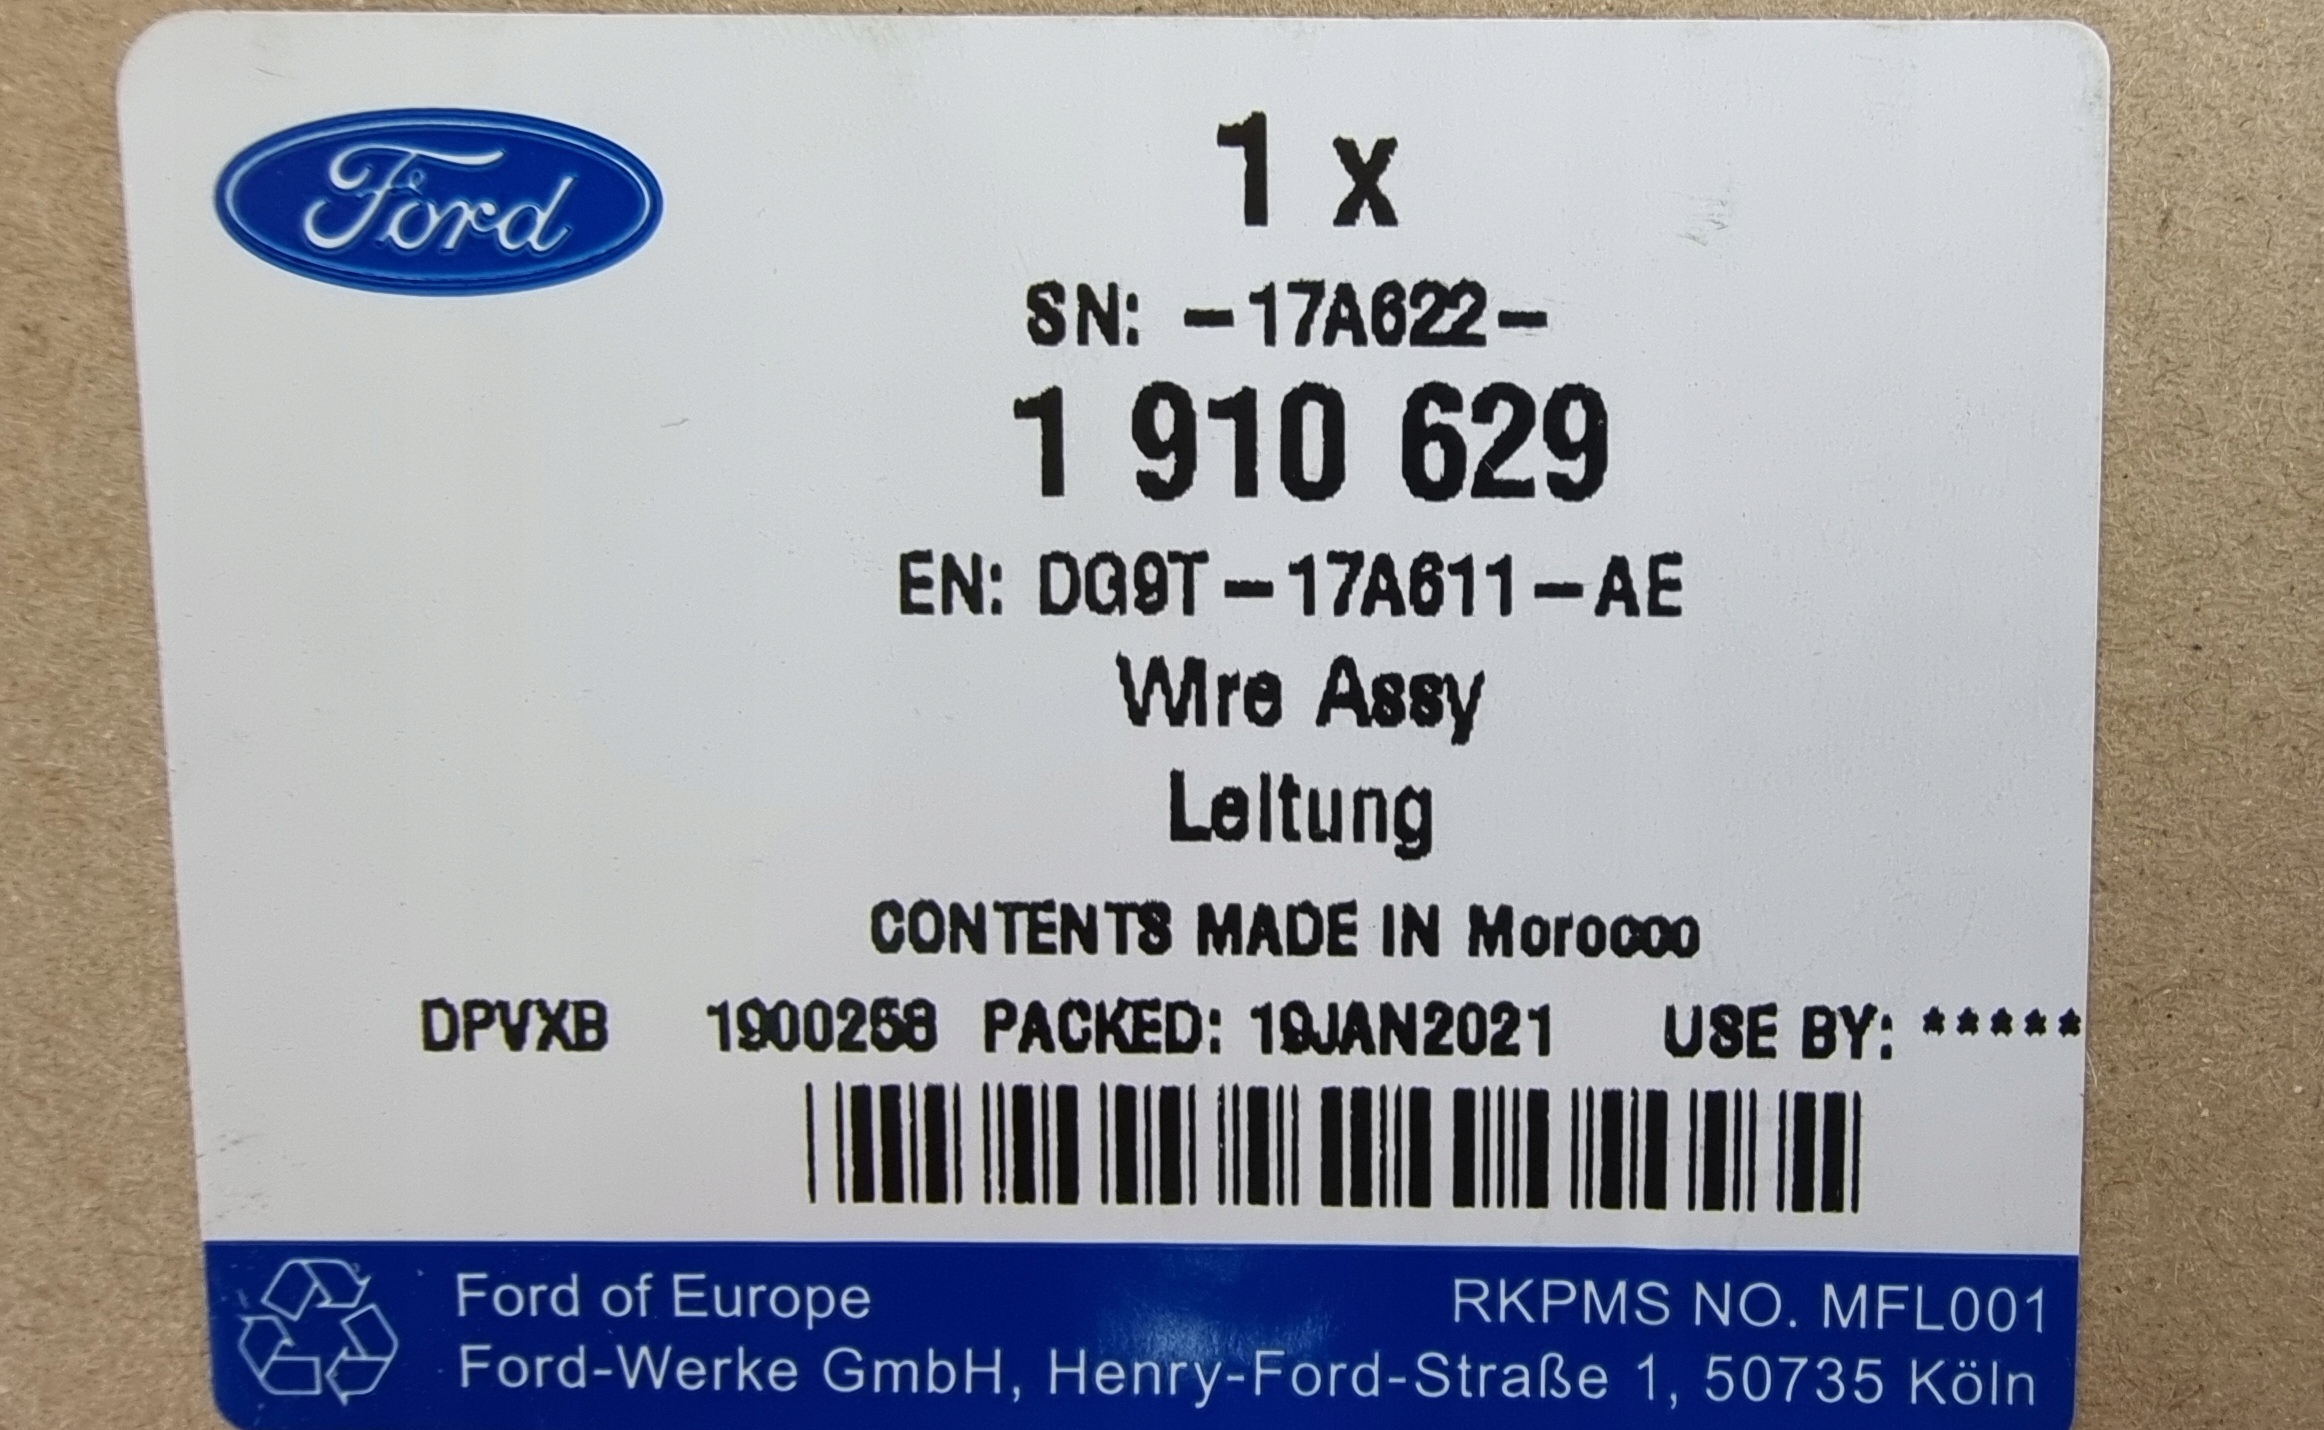 Ford
1 x
SN: -17A622-
1 910 629
EN: DG9T-17A611-AE
Wire Assy
Leitung
CONTENTS MADE IN Morocco
DPVXB 1900258 PACKED: 19JAN2021 USE BY: *****
Ford of Europe RKPMS NO. MFL001
Ford-Werke GmbH, Henry-Ford-Straße 1, 50735 Köln